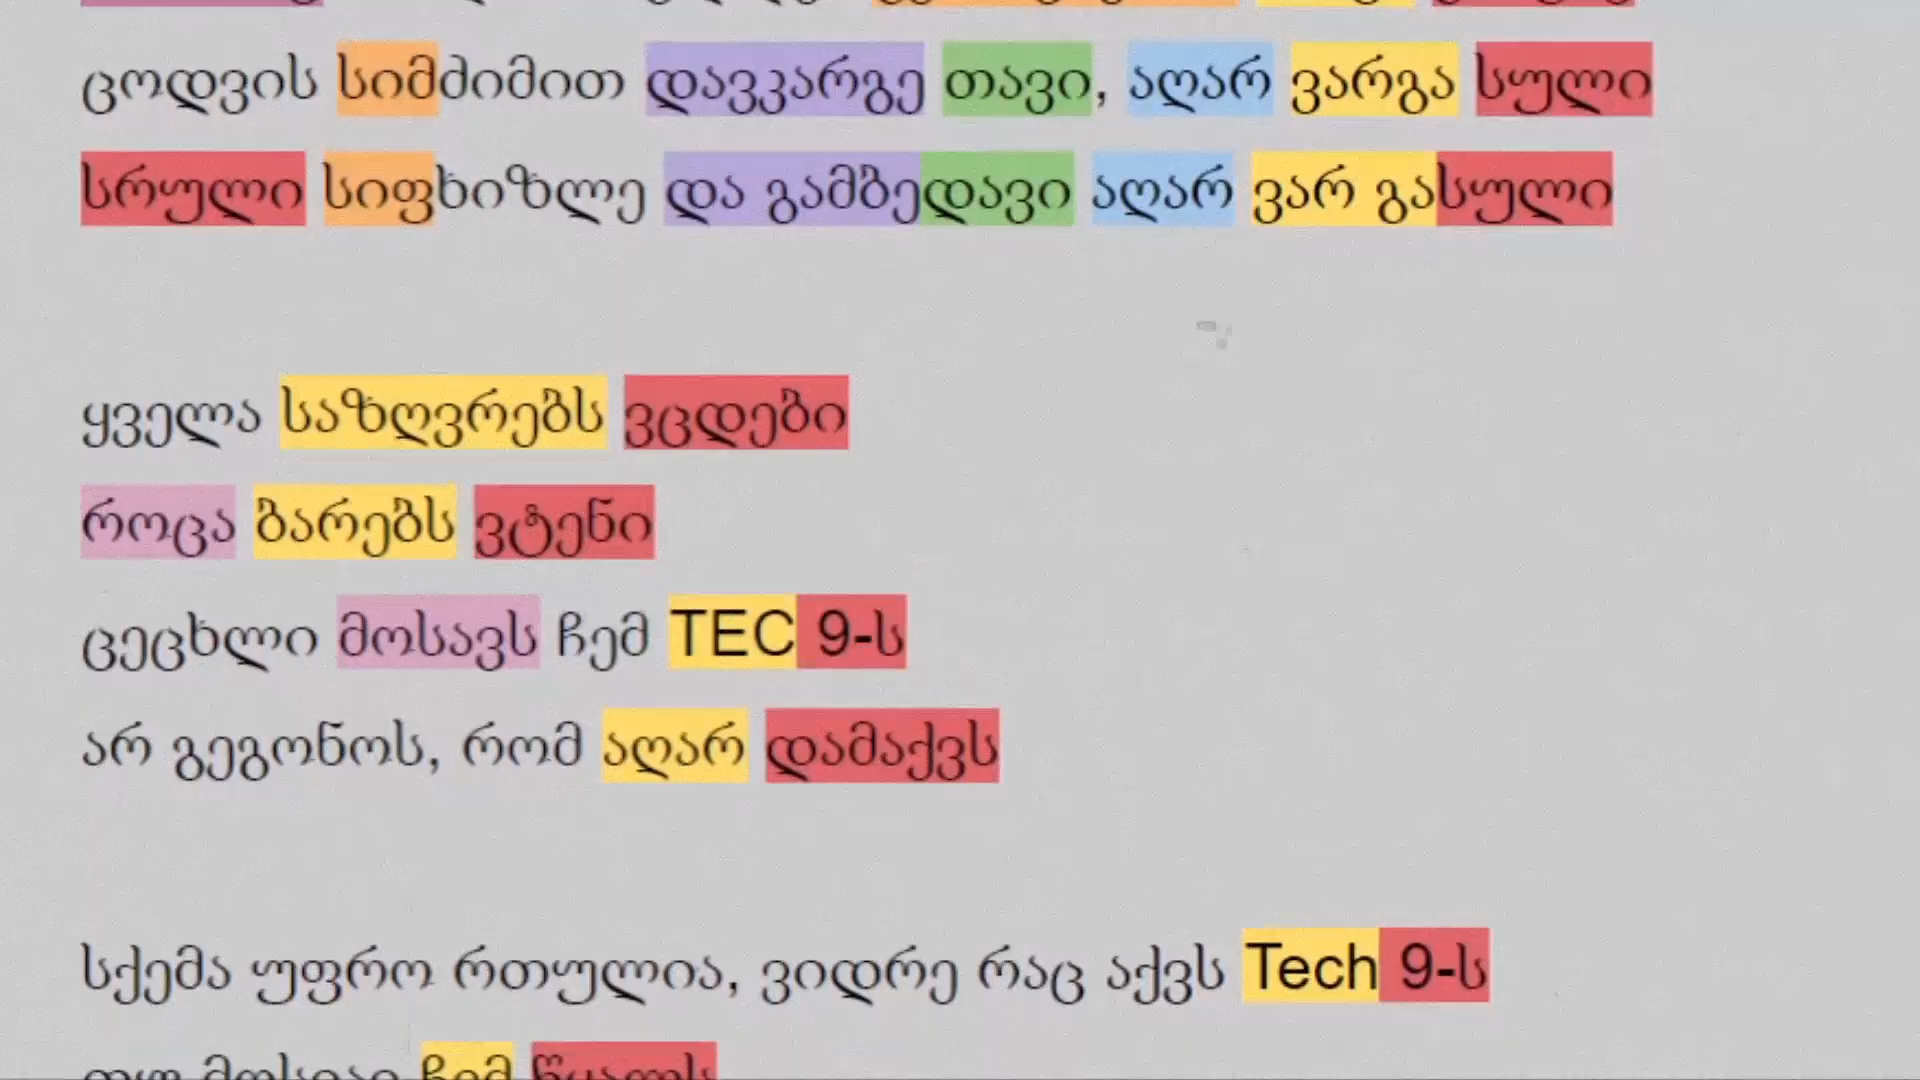 ცოდვის სიმძიმით დავკარგე თავი, აღარ ვარგა სული
სრული სიფხიზლე და გამბედავი აღარ ვარ გასული
ყველა საზღვრებს ვცდები
როცა ბარებს ვტენი
ცეცხლი მოსავს ჩემ TEC 9-ს
არ გეგონოს, რომ აღარ დამაქვს
სქემა უფრო რთულია, ვიდრე რაც აქვს Tech 9-ს